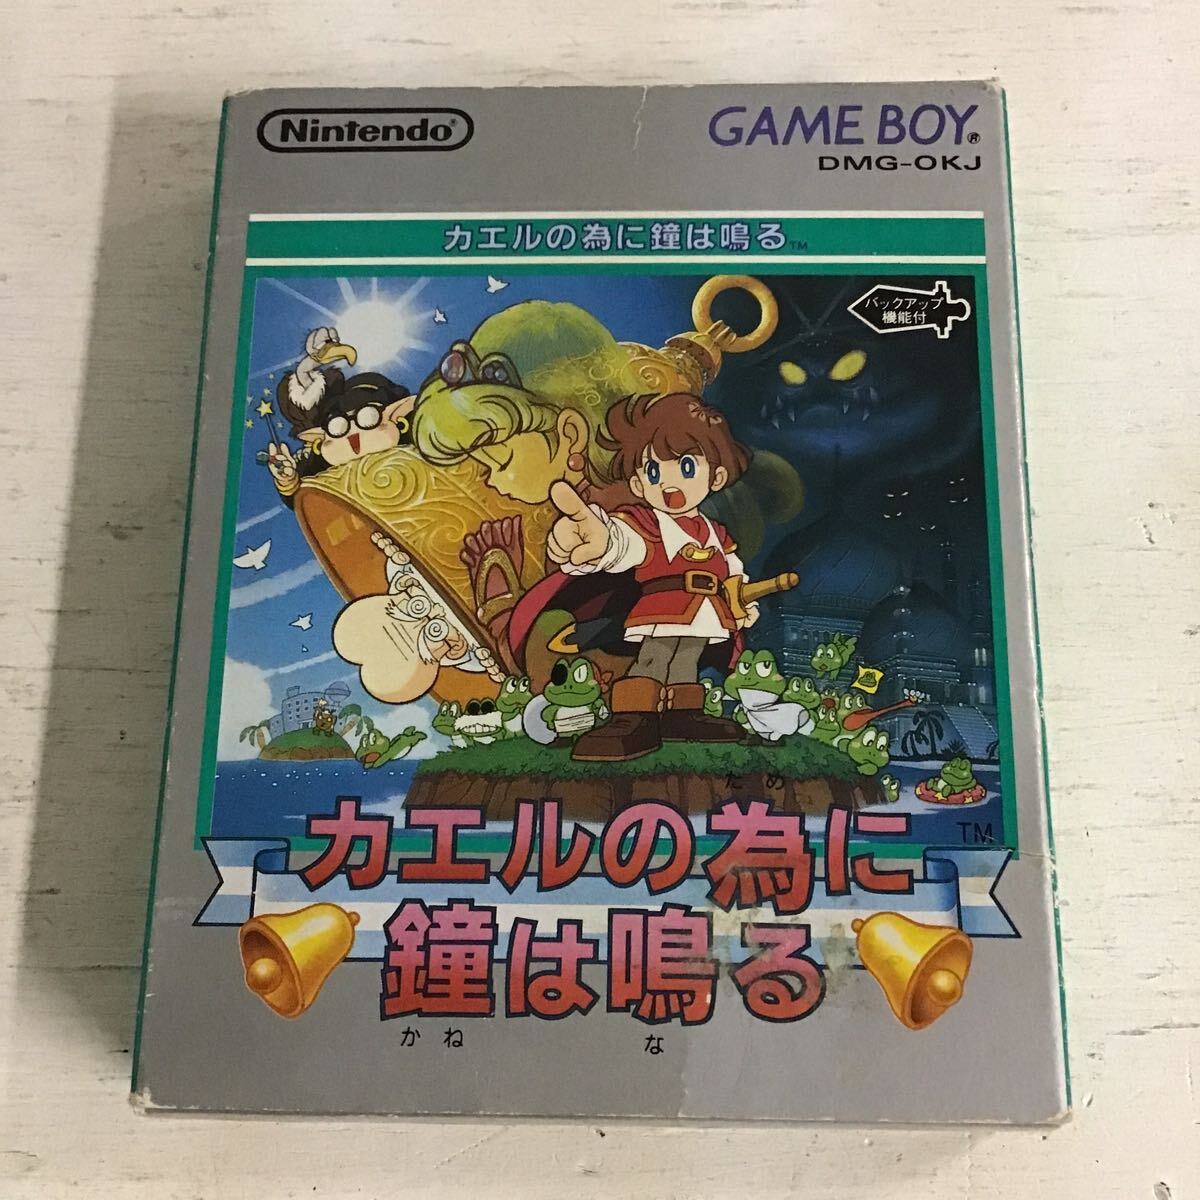 Nintendo®
GAME BOY®
DMG-OKJ
カエルの為に鐘は鳴る™
バックアップ
機能付
ため
カエルの為に
TM
鐘は鳴る
かね な